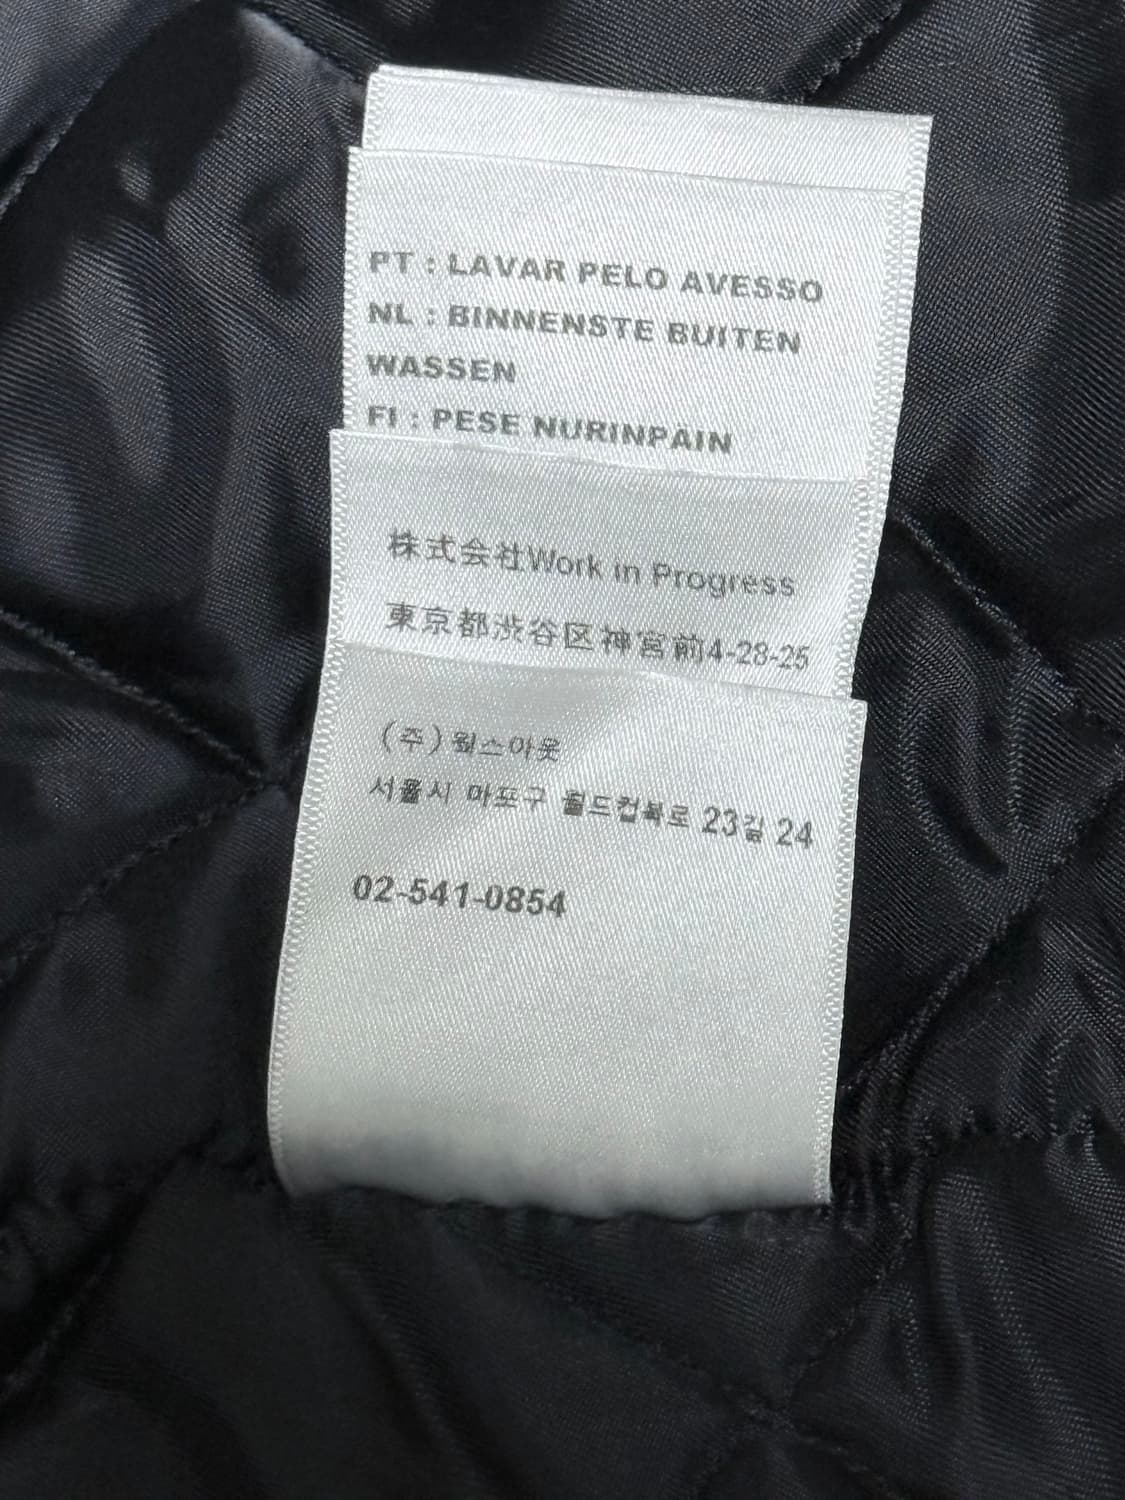 PT : LAVAR PELO AVESSO
NL : BINNENSTE BUITEN
WASSEN
FI : PESE NURINPAIN
株式会社Work in Progress
東京都渋谷区神宮前4-28-25
(주)웍스아웃
서울시 마포구 월드컵북로 23길 24
02-541-0854